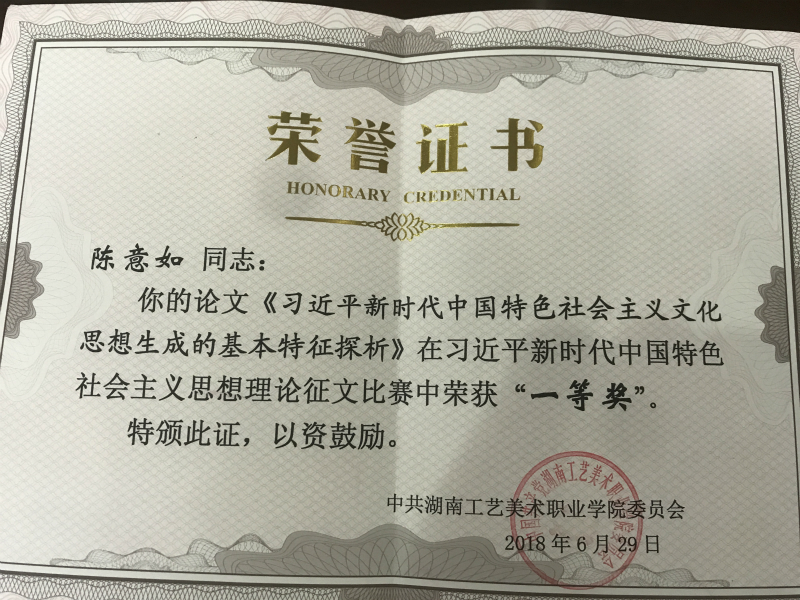 荣誉证书
HONORARY CREDENTIAL
陈意如 同志：
你的论文《习近平新时代中国特色社会主义文化
思想生成的基本特征探析》在习近平新时代中国特色
社会主义思想理论征文比赛中荣获“一等奖”。
特颁此证，以资鼓励。
中共湖南工艺美术职业学院委员会
2018年6月29日